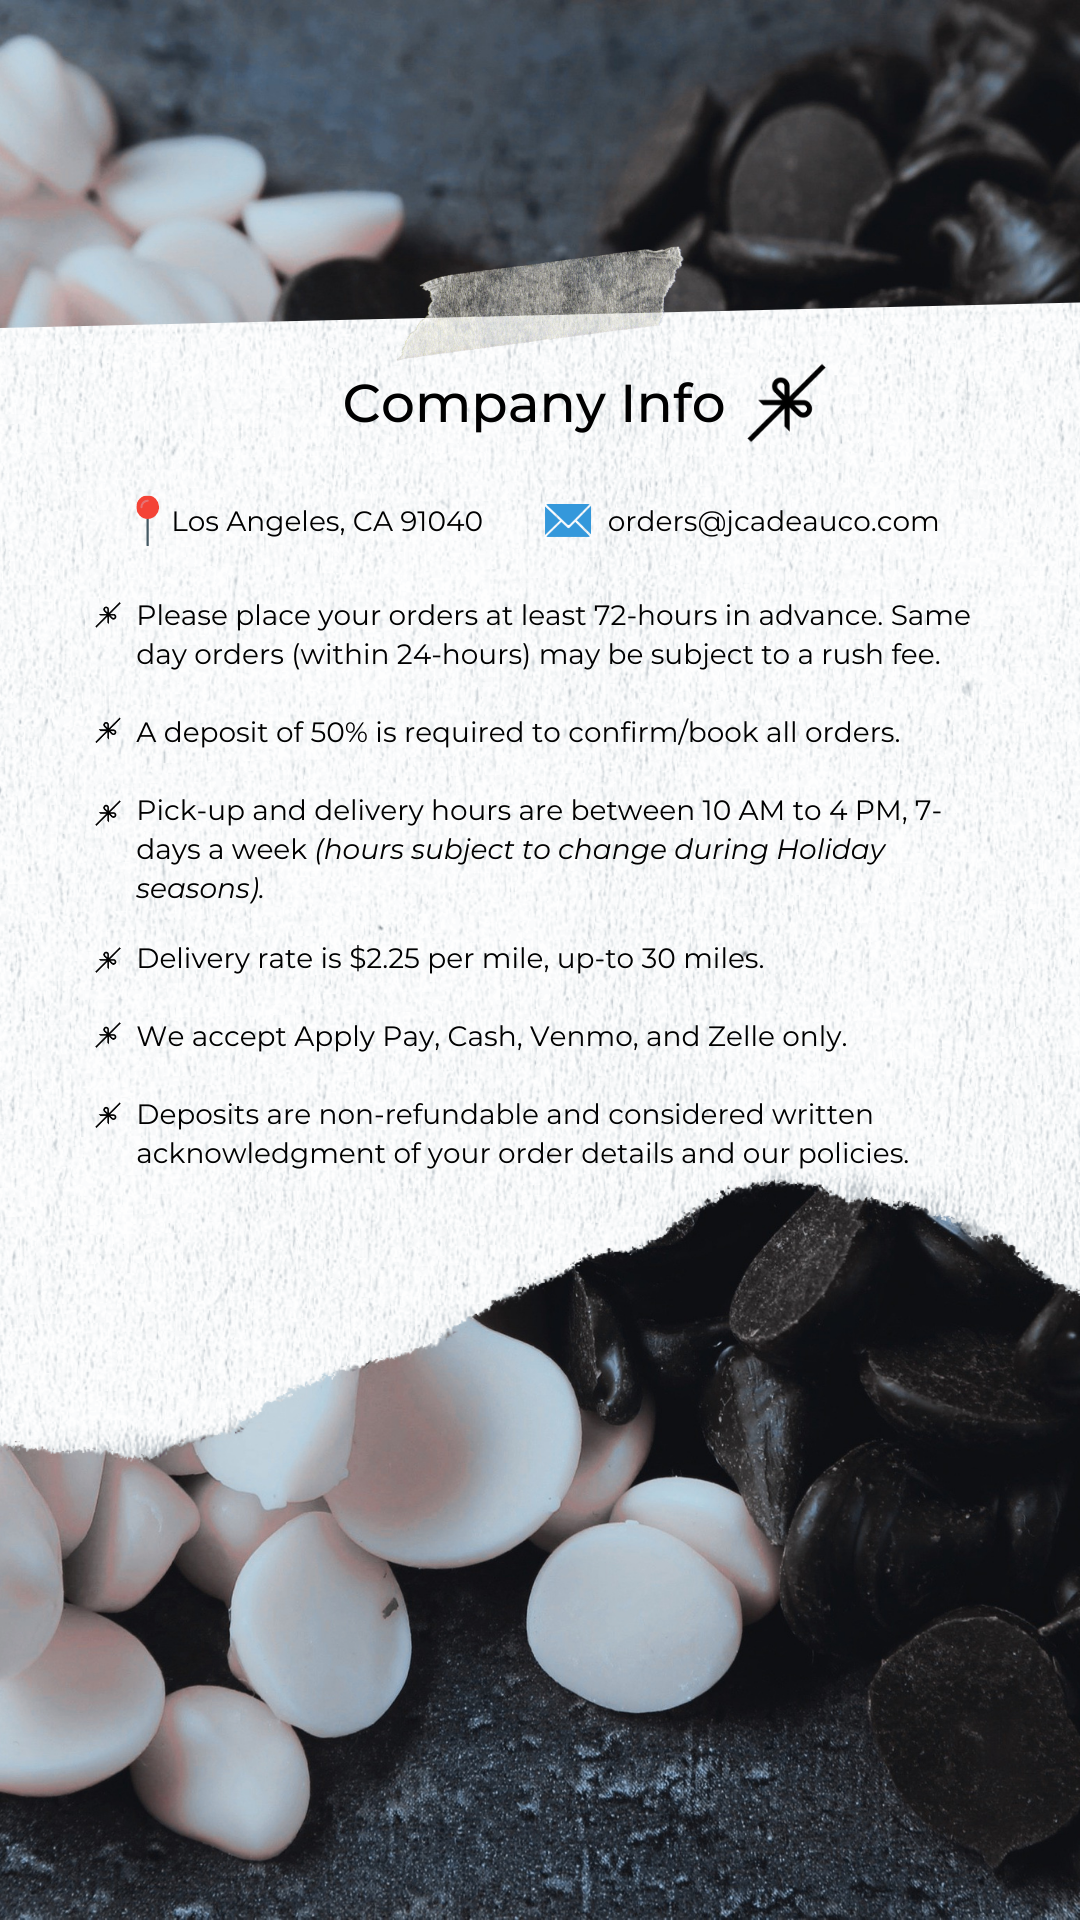 Company Info
Los Angeles, CA 91040
orders@jcadeauco.com
Please place your orders at least 72-hours in advance. Same
day orders (within 24-hours) may be subject to a rush fee.
A deposit of 50% is required to confirm/book all orders.
Pick-up and delivery hours are between 10 AM to 4 PM, 7-
days a week (hours subject to change during Holiday
seasons).
Delivery rate is $2.25 per mile, up-to 30 miles.
We accept Apply Pay, Cash, Venmo, and Zelle only.
Deposits are non-refundable and considered written
acknowledgment of your order details and our policies.